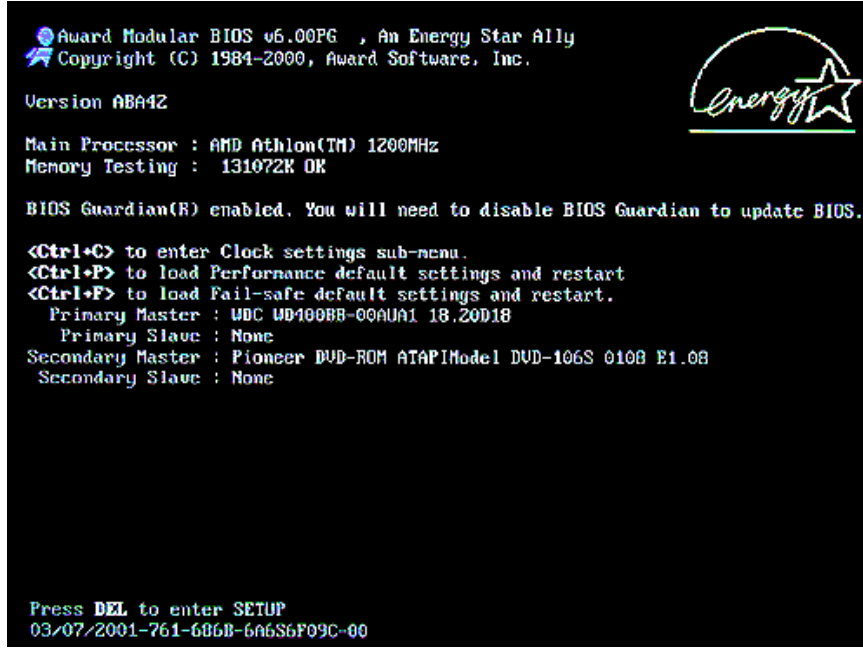 Award Modular BIOS v6.00PG , An Energy Star Ally
Copyright (C) 1984-2000, Award Software, Inc.
energy
Version ABA42
Main Processor : AMD Athlon(TM) 1200MHz
Memory Testing : 131072K OK
BIOS Guardian(R) enabled. You will need to disable BIOS Guardian to update BIOS.
<Ctrl+C> to enter Clock settings sub-menu.
<Ctrl+P> to load Performance default settings and restart
<Ctrl+F> to load Fail-safe default settings and restart.
Primary Master : WDC WD400BB-00AUA1 18.20D18
Primary Slave : None
Secondary Master : Pioneer DVD-ROM ATAPIModel DVD-106S 0108 E1.08
Secondary Slave : None
Press DEL to enter SETUP
03/07/2001-761-686B-6A6S6F09C-00